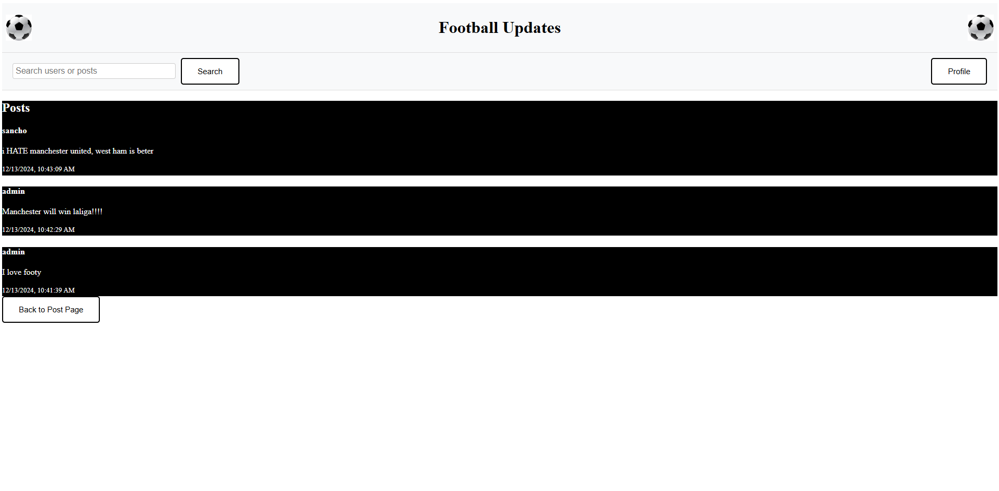 Football Updates
Search users or posts
Search
Profile
Posts
sancho
i HATE manchester united, west ham is beter
12/13/2024, 10:43:09 AM
admin
Manchester will win laliga!!!!
12/13/2024, 10:42:29 AM
admin
I love footy
12/13/2024, 10:41:39 AM
Back to Post Page